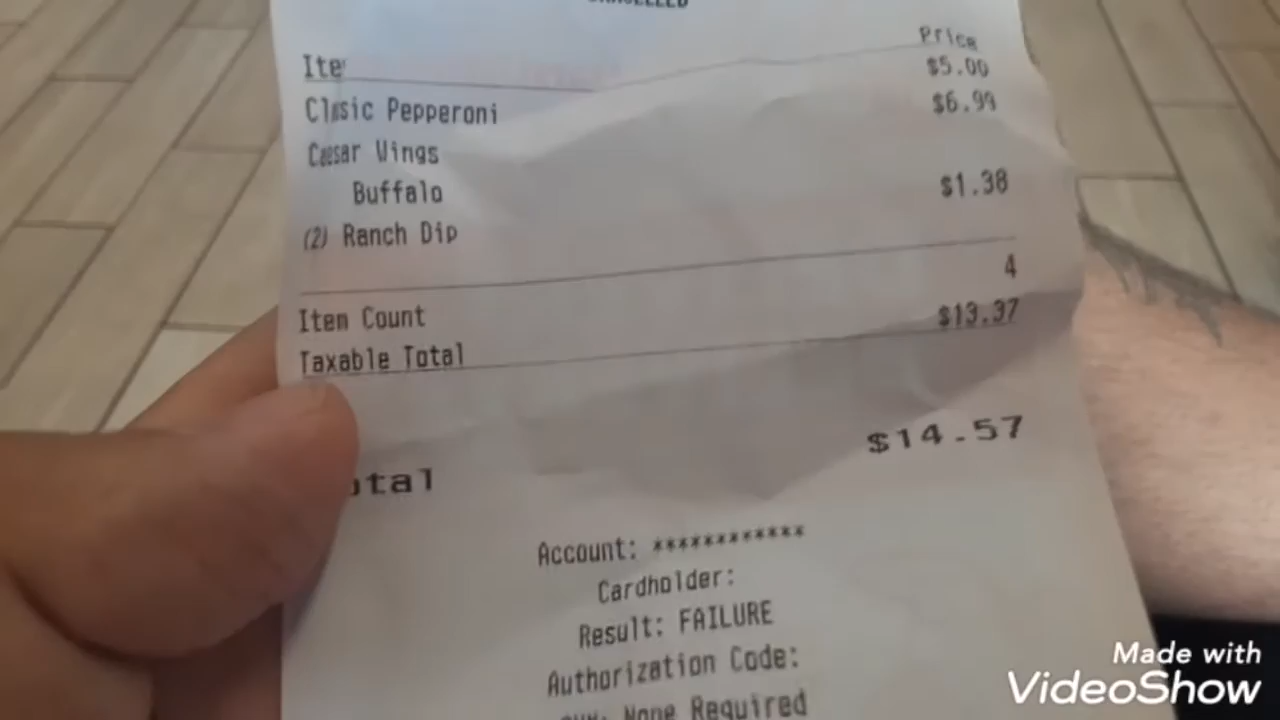 Price
Ite
$5.00
Classic Pepperoni
$6.99
Caesar Wings
Buffalo
$1.38
(2) Ranch Dip
4
Item Count
$13.37
Taxable Total
$14.57
otal
Account: ************
Cardholder:
Result: FAILURE
Authorization Code:
None Required
Made with
VideoShow